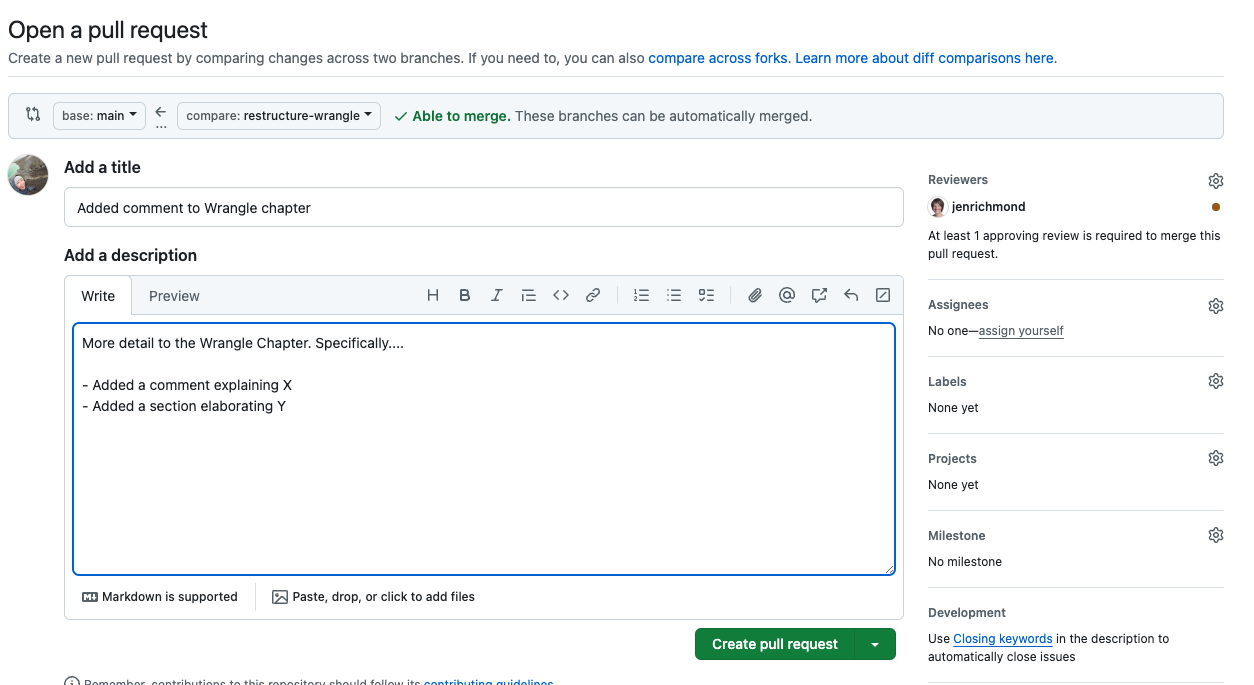 Open a pull request
Create a new pull request by comparing changes across two branches. If you need to, you can also compare across forks. Learn more about diff comparisons here.
base: main
...
compare: restructure-wrangle
Able to merge. These branches can be automatically merged.
Add a title
Added comment to Wrangle chapter
Add a description
Write
Preview
More detail to the Wrangle Chapter. Specifically....
- Added a comment explaining X
- Added a section elaborating Y
Markdown is supported
Paste, drop, or click to add files
Create pull request
Remember, contributions to this repository should follow its contributing guidelines
Reviewers
jenrichmond
At least 1 approving review is required to merge this
pull request.
Assignees
No one—assign yourself
Labels
None yet
Projects
None yet
Milestone
No milestone
Development
Use Closing keywords in the description to
automatically close issues